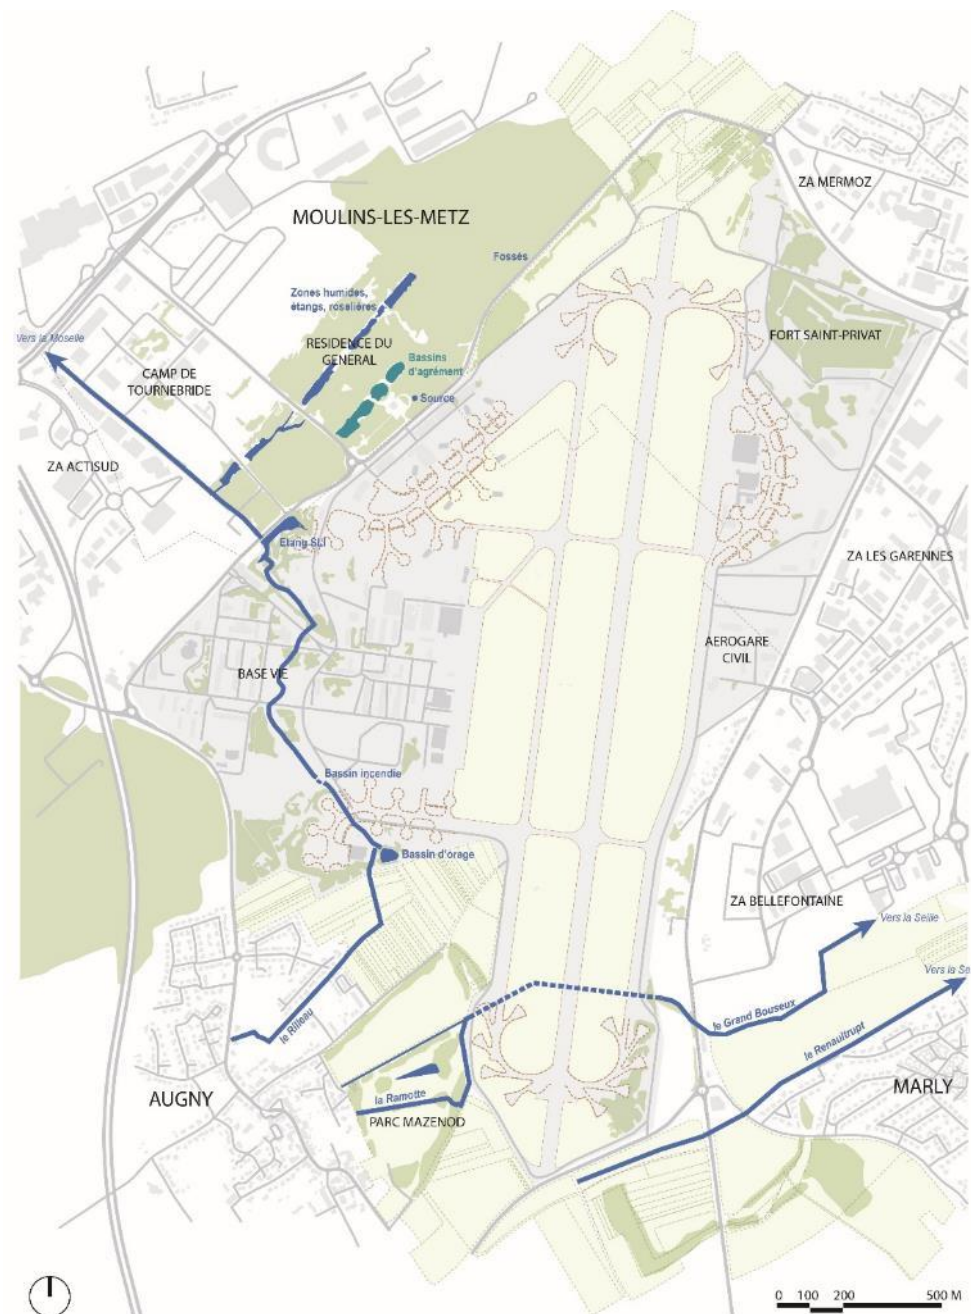 ZA MERMOZ
MOULINS-LES-METZ
Fossés
Zones humides,
étangs, roselières
Vers la Moselle
RESIDENCE DU
GENERAL
FORT SAINT-PRIVAT
Bassins
d'agrément
CAMP DE
TOURNEBRIDE
Source
ZA ACTISUD
Etang SLI
ZA LES GARENNES
AEROGARE
CIVIL
BASE VIE
Bassin incendie
Bassin d'orage
ZA BELLEFONTAINE
Vers la Seille
Vers la Se
le Grand Bouseux
le Rilleau
le Renaultrupt
la Ramotte
AUGNY
MARLY
PARC MAZENOD
0 100 200 500 M